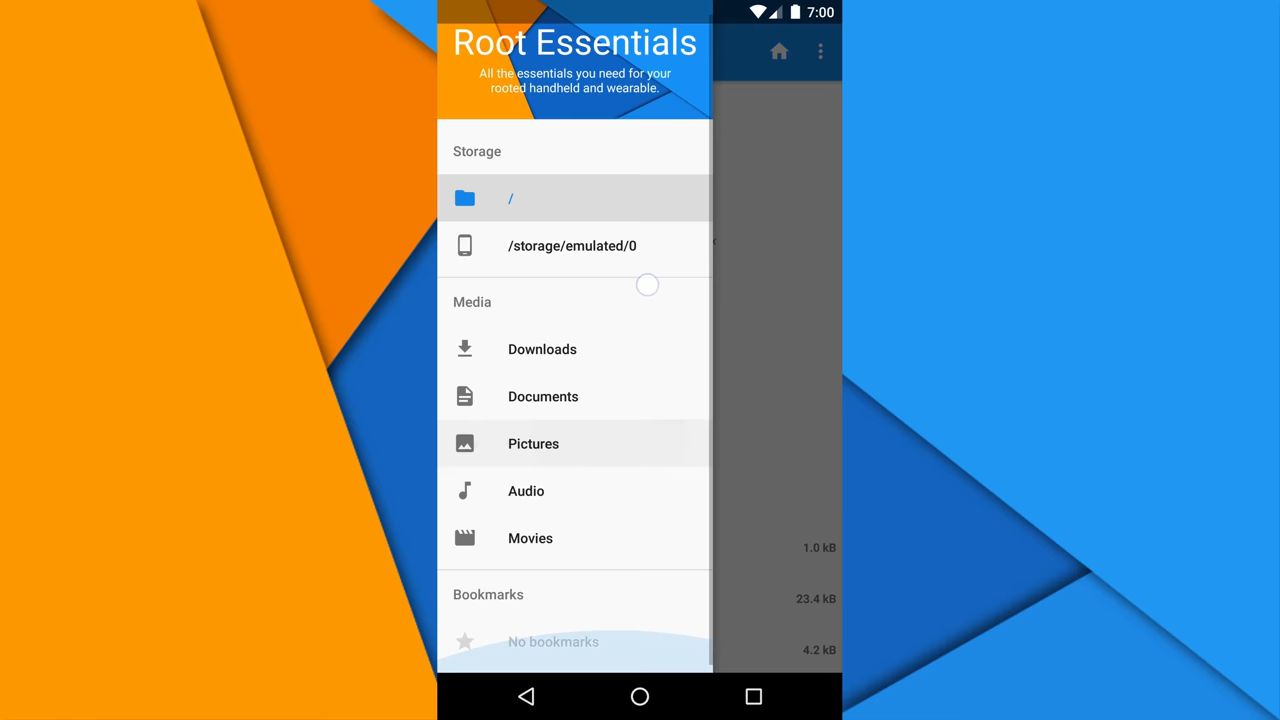 7:00
Root Essentials
All the essentials you need for your
rooted handheld and wearable.
Storage
/
/storage/emulated/0
Media
Downloads
Documents
Pictures
Audio
Movies
Bookmarks
No bookmarks
1.0 kB
23.4 kB
4.2 kB